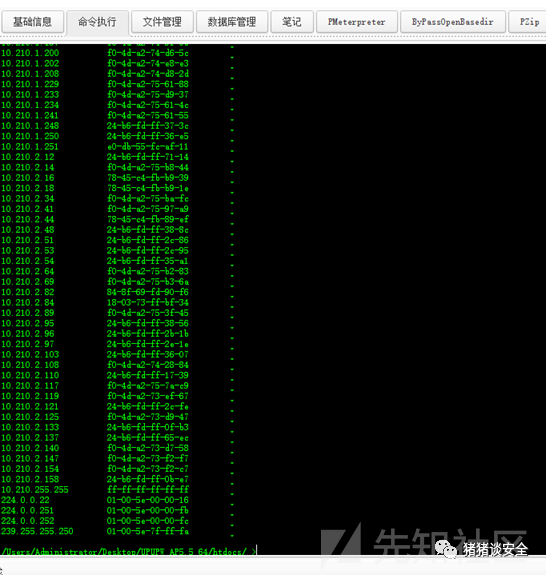 基础信息 命令执行 文件管理 数据库管理 笔记 PMeterpreter ByPassOpenBasedir PZip
10.210.1.200 f0-4d-a2-74-d6-5c
10.210.1.202 f0-4d-a2-74-e8-e3
10.210.1.208 f0-4d-a2-74-d8-2d
10.210.1.229 f0-4d-a2-75-61-88
10.210.1.233 f0-4d-a2-75-d9-37
10.210.1.234 f0-4d-a2-75-61-4c
10.210.1.241 f0-4d-a2-75-61-55
10.210.1.248 24-b6-fd-ff-37-3c
10.210.1.250 24-b6-fd-ff-36-e5
10.210.1.251 e0-db-55-fc-af-11
10.210.2.12 24-b6-fd-ff-71-14
10.210.2.14 f0-4d-a2-75-b8-44
10.210.2.16 78-45-c4-fb-b9-39
10.210.2.18 78-45-c4-fb-b9-1e
10.210.2.34 f0-4d-a2-75-ba-fc
10.210.2.41 f0-4d-a2-75-97-a9
10.210.2.44 78-45-c4-fb-89-ef
10.210.2.48 24-b6-fd-ff-38-8c
10.210.2.51 24-b6-fd-ff-2c-86
10.210.2.53 24-b6-fd-ff-2c-95
10.210.2.54 24-b6-fd-ff-35-a1
10.210.2.64 f0-4d-a2-75-b2-83
10.210.2.69 f0-4d-a2-75-b3-6a
10.210.2.82 84-8f-69-fd-90-f6
10.210.2.84 18-03-73-ff-bf-34
10.210.2.89 f0-4d-a2-75-3f-45
10.210.2.95 24-b6-fd-ff-38-56
10.210.2.96 24-b6-fd-ff-2b-1b
10.210.2.97 24-b6-fd-ff-2e-1e
10.210.2.103 24-b6-fd-ff-36-07
10.210.2.108 f0-4d-a2-74-28-84
10.210.2.110 24-b6-fd-ff-17-39
10.210.2.117 f0-4d-a2-75-7a-c9
10.210.2.119 f0-4d-a2-73-ef-67
10.210.2.121 24-b6-fd-ff-2c-fe
10.210.2.125 f0-4d-a2-73-d9-47
10.210.2.133 24-b6-fd-ff-0f-b3
10.210.2.137 24-b6-fd-ff-65-ec
10.210.2.140 f0-4d-a2-73-d7-58
10.210.2.147 f0-4d-a2-73-f2-f7
10.210.2.154 f0-4d-a2-73-f2-c7
10.210.2.158 24-b6-fd-ff-0b-e7
10.210.255.255 ff-ff-ff-ff-ff-ff
224.0.0.22 01-00-5e-00-00-16
224.0.0.251 01-00-5e-00-00-fb
224.0.0.252 01-00-5e-00-00-fc
239.255.255.250 01-00-5e-7f-ff-fa
/Users/Administrator/Desktop/UPUPW_AP5.5_64/htdocs/ >
先知社区
猪猪谈安全